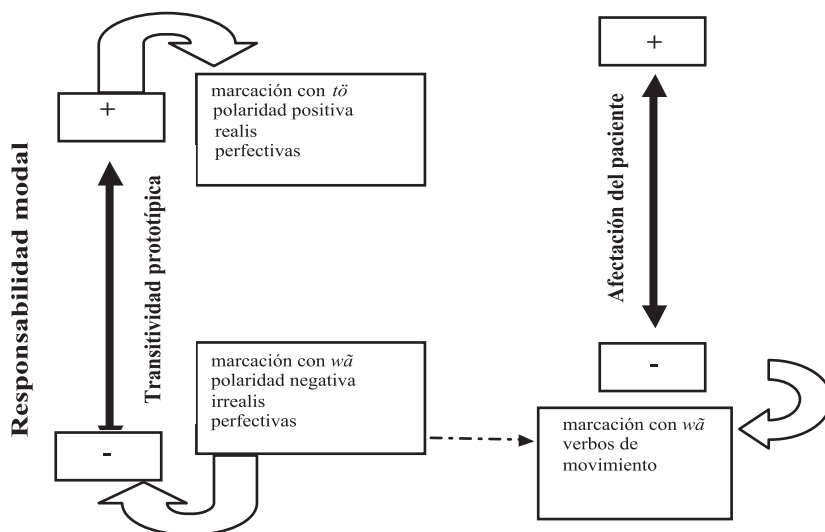 Responsabilidad modal
+
Transitividad prototípica
-
marcación con tö
polaridad positiva
realis
perfectivas
marcación con wã
polaridad negativa
irrealis
perfectivas
+
Afectación del paciente
-
marcación con wã
verbos de
movimiento